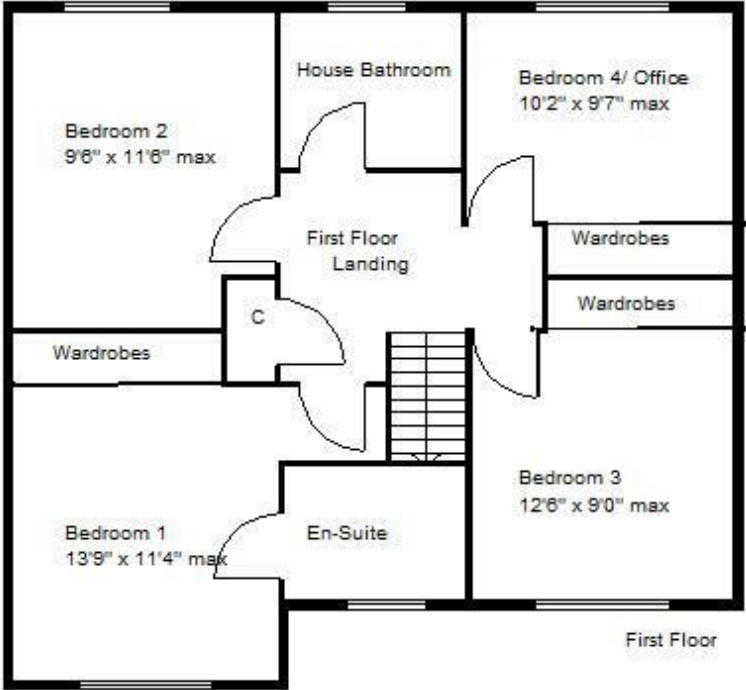 House Bathroom
Bedroom 4/ Office
10'2" x 9'7" max
Bedroom 2
9'6" x 11'6" max
First Floor
Landing
Wardrobes
Wardrobes
C
Wardrobes
Bedroom 3
12'6" x 9'0" max
Bedroom 1
13'9" x 11'4" max
En-Suite
First Floor